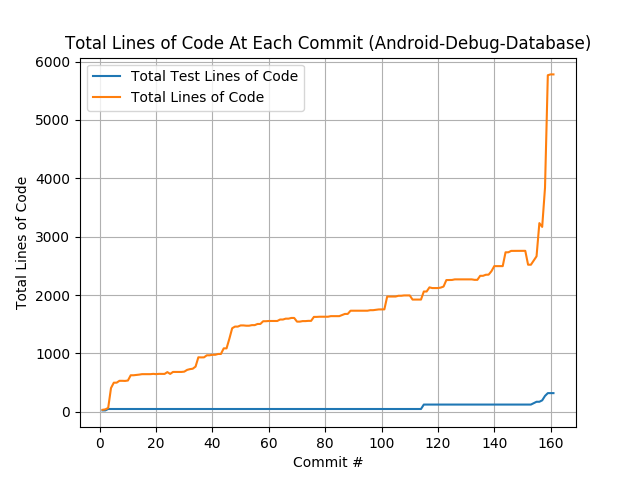 Total Lines of Code At Each Commit (Android-Debug-Database)
Total Test Lines of Code
Total Lines of Code
Total Lines of Code
6000
5000
4000
3000
2000
1000
0
0 20 40 60 80 100 120 140 160
Commit #